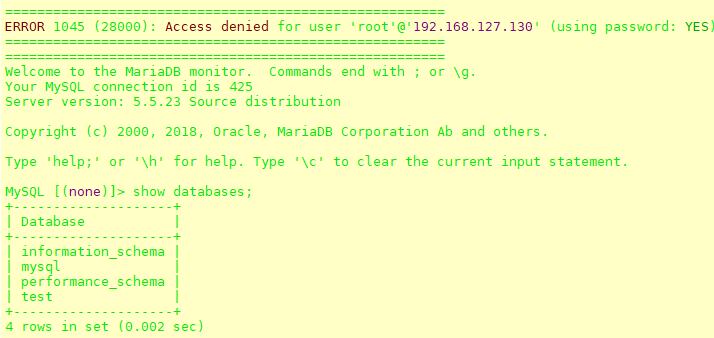 =======================================================
ERROR 1045 (28000): Access denied for user 'root'@'192.168.127.130' (using password: YES)
=======================================================
=======================================================
Welcome to the MariaDB monitor.  Commands end with ; or \g.
Your MySQL connection id is 425
Server version: 5.5.23 Source distribution

Copyright (c) 2000, 2018, Oracle, MariaDB Corporation Ab and others.

Type 'help;' or '\h' for help. Type '\c' to clear the current input statement.

MySQL [(none)]> show databases;
+--------------------+
| Database           |
+--------------------+
| information_schema |
| mysql              |
| performance_schema |
| test               |
+--------------------+
4 rows in set (0.002 sec)